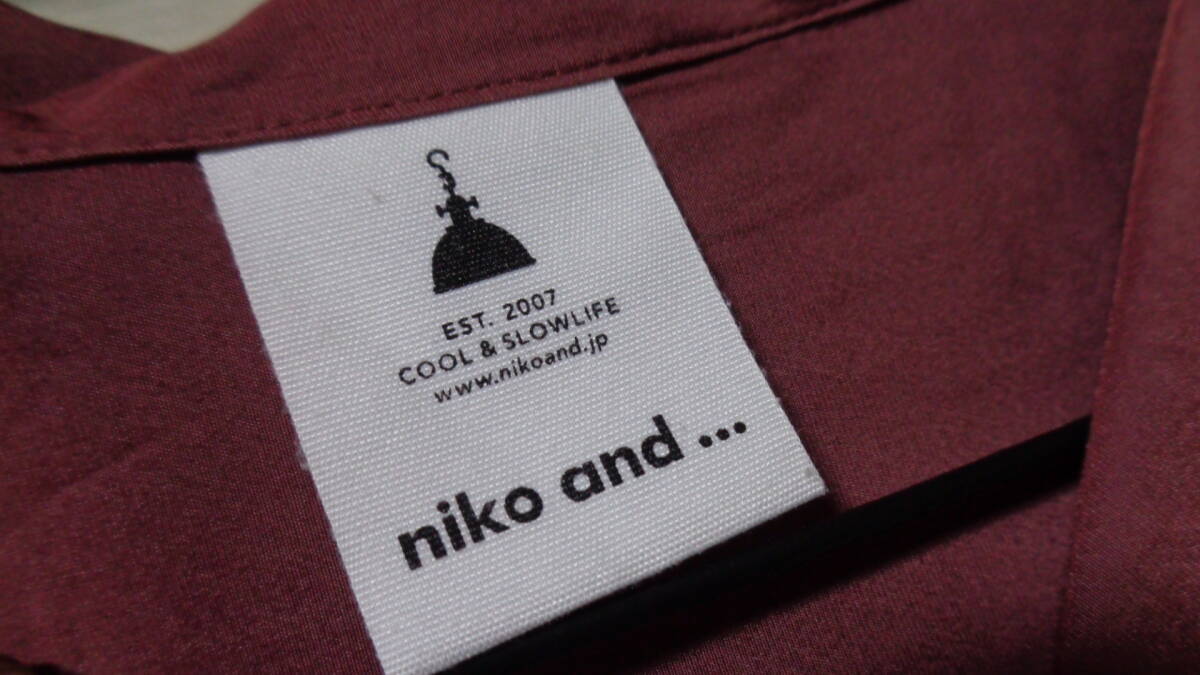 EST. 2007
COOL & SLOWLIFE
www.nikoand.jp
niko and ...